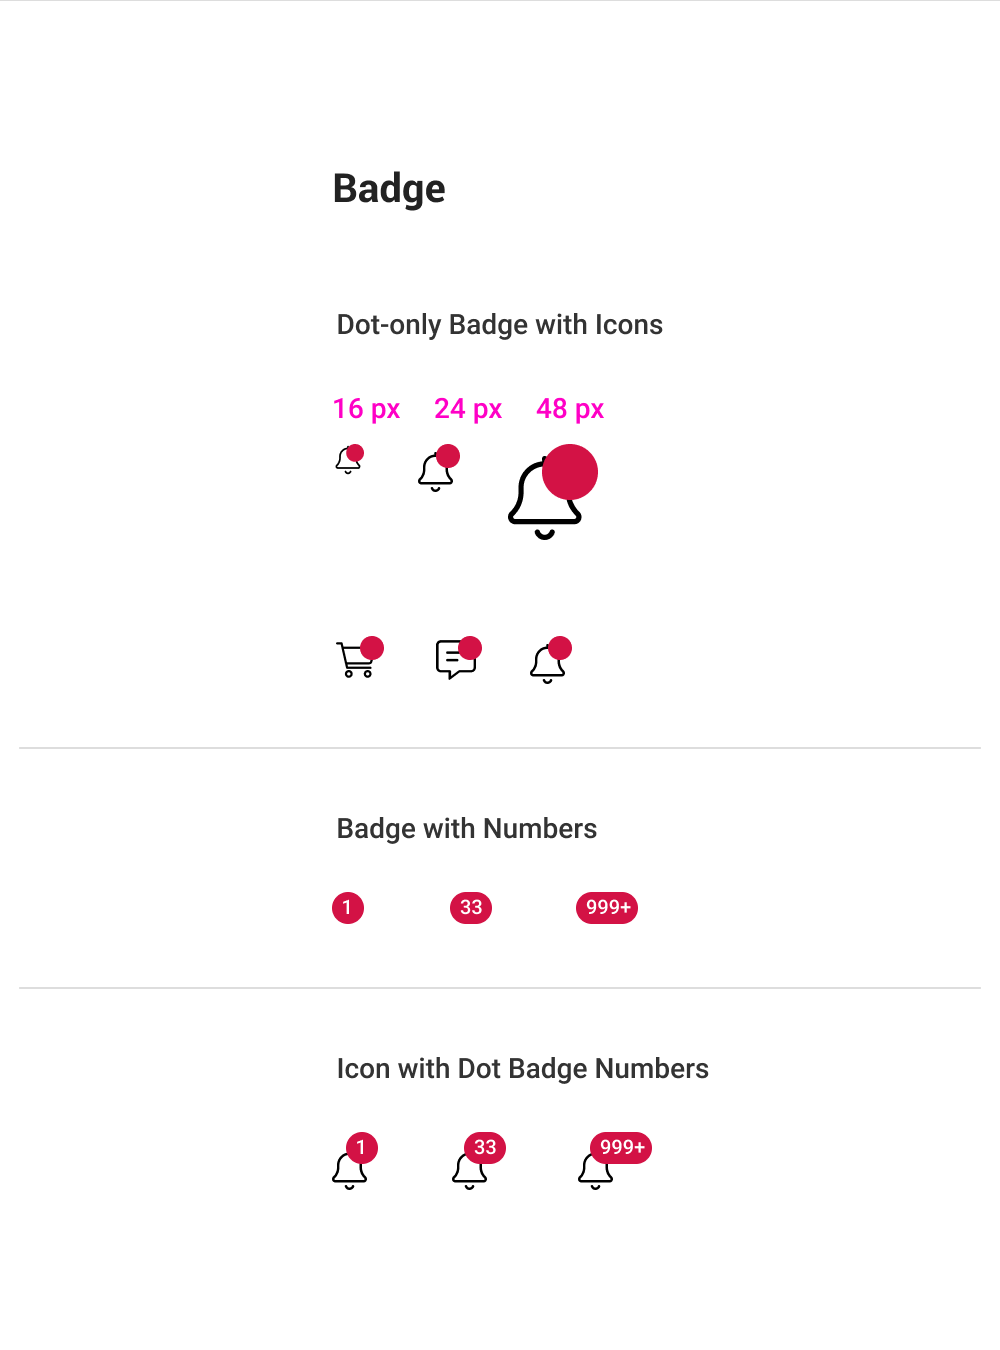 Badge
Dot-only Badge with Icons
16 px 24 px 48 px
Badge with Numbers
1 33 999+
Icon with Dot Badge Numbers
1 33 999+